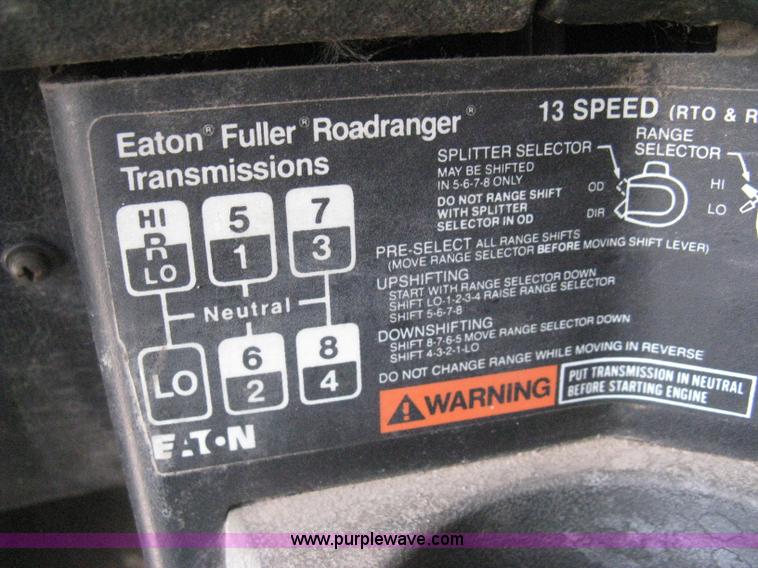 Eaton® Fuller® Roadranger®
Transmissions
13 SPEED (RTO & R
HI
R
LO
5
1
7
3
Neutral
LO
6
2
8
4
EATON
SPLITTER SELECTOR
MAY BE SHIFTED
IN 5-6-7-8 ONLY
DO NOT RANGE SHIFT
WITH SPLITTER
SELECTOR IN OD
OD
DIR
RANGE
SELECTOR
HI
LO
PRE-SELECT ALL RANGE SHIFTS
(MOVE RANGE SELECTOR BEFORE MOVING SHIFT LEVER)
UPSHIFTING
START WITH RANGE SELECTOR DOWN
SHIFT LO-1-2-3-4 RAISE RANGE SELECTOR
SHIFT 5-6-7-8
DOWNSHIFTING
SHIFT 8-7-6-5 MOVE RANGE SELECTOR DOWN
SHIFT 4-3-2-1-LO
DO NOT CHANGE RANGE WHILE MOVING IN REVERSE
WARNING
PUT TRANSMISSION IN NEUTRAL
BEFORE STARTING ENGINE
www.purplewave.com